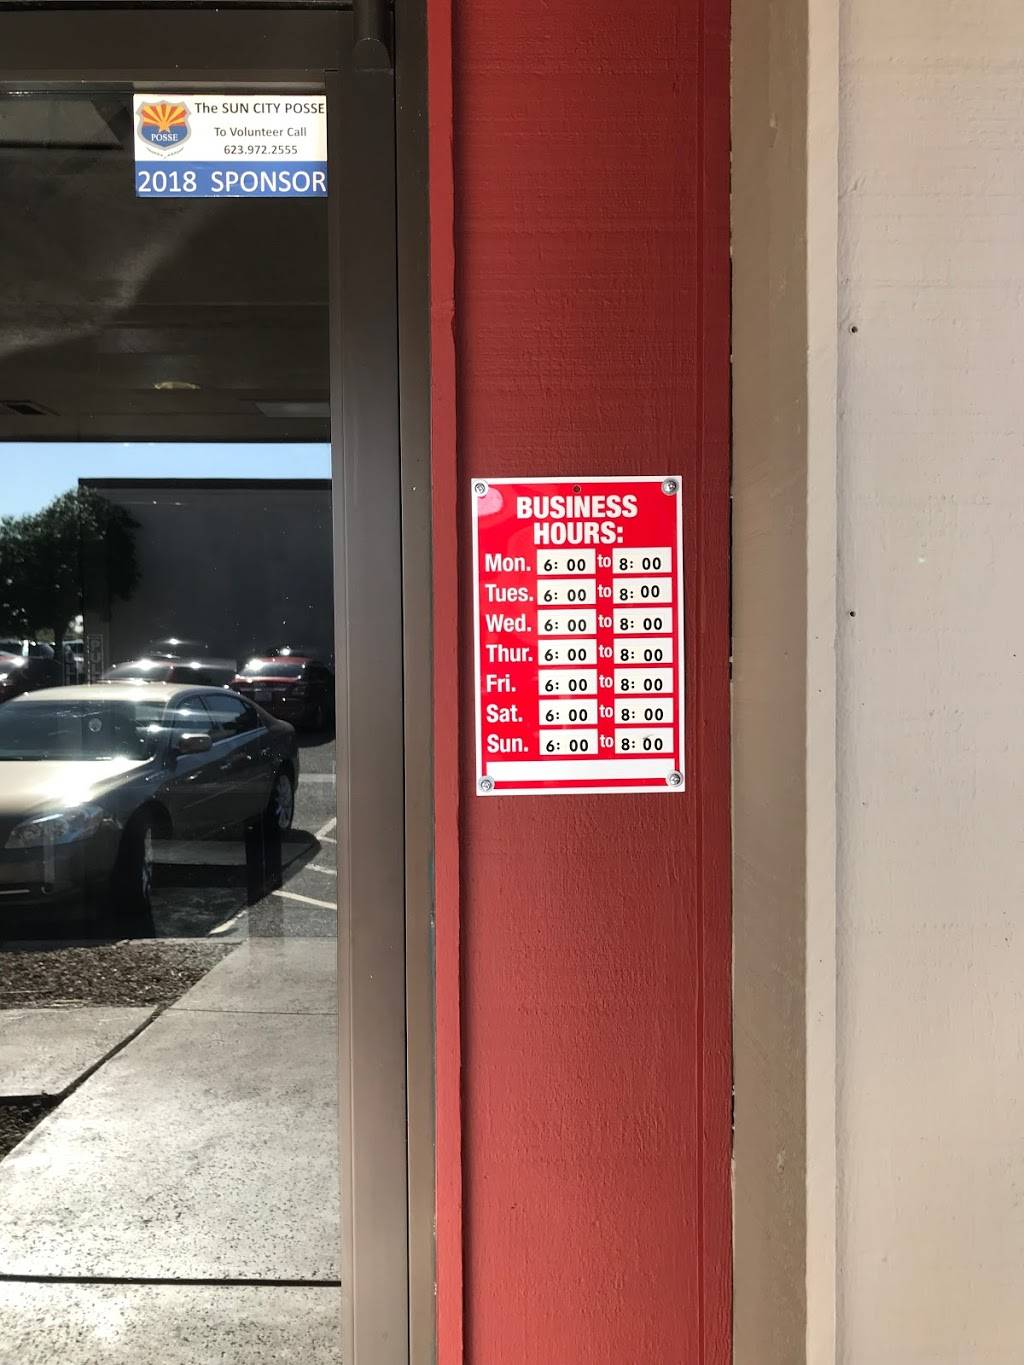 The SUN CITY POSSE
To Volunteer Call
623.972.2555
POSSE
2018 SPONSOR
BUSINESS
HOURS:
Mon. 6: 00 to 8: 00
Tues. 6: 00 to 8: 00
Wed. 6: 00 to 8: 00
Thur. 6: 00 to 8: 00
Fri. 6: 00 to 8: 00
Sat. 6: 00 to 8: 00
Sun. 6: 00 to 8: 00